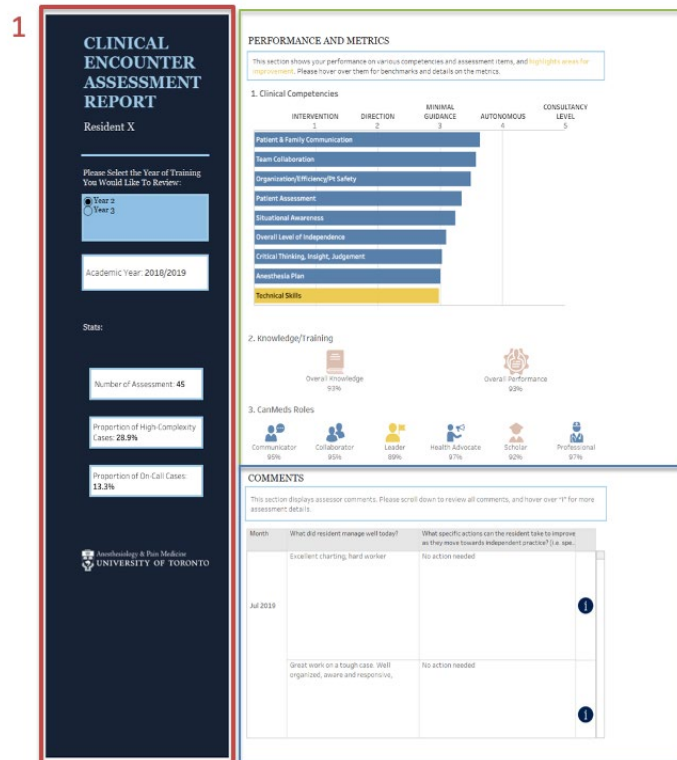 1
CLINICAL
ENCOUNTER
ASSESSMENT
REPORT
Resident X
Please Select the Year of Training
You Would Like To Review:
Year 2
Year 3
Academic Year: 2018/2019
Stats:
Number of Assessment: 45
Proportion of High-Complexity
Cases: 28.9%
Proportion of On-Call Cases:
13.3%
Anesthesiology & Pain Medicine
UNIVERSITY OF TORONTO
PERFORMANCE AND METRICS
This section shows your performance on various competencies and assessment items, and highlights areas for
improvement. Please hover over them for benchmarks and details on the metrics.
1. Clinical Competencies
INTERVENTION
1
DIRECTION
2
MINIMAL
GUIDANCE
3
AUTONOMOUS
4
CONSULTANCY
LEVEL
5
Patient & Family Communication
Team Collaboration
Organization/Efficiency/Pt Safety
Patient Assessment
Situational Awareness
Overall Level of Independence
Critical Thinking, Insight, Judgement
Anesthesia Plan
Technical Skills
2. Knowledge/Training
Overall Knowledge
93%
Overall Performance
93%
3. CanMeds Roles
Communicator
95%
Collaborator
95%
Leader
89%
Health Advocate
97%
Scholar
92%
Professional
97%
COMMENTS
This section displays assessor comments. Please scroll down to review all comments, and hover over "i" for more
assessment details.
Month
What did resident manage well today?
What specific actions can the resident take to improve
as they move towards independent practice? (i.e. spe..
Jul 2019
Excellent charting, hard worker
No action needed
i
Great work on a tough case. Well
organized, aware and responsive,
No action needed
i